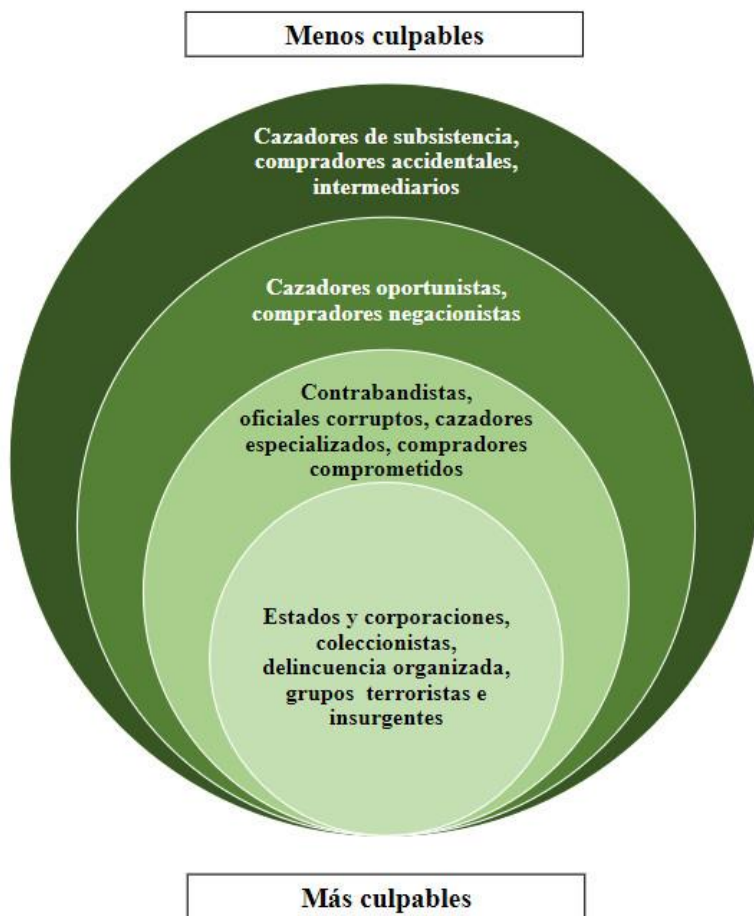 Menos culpables
Cazadores de subsistencia,
compradores accidentales,
intermediarios
Cazadores oportunistas,
compradores negacionistas
Contrabandistas,
oficiales corruptos, cazadores
especializados, compradores
comprometidos
Estados y corporaciones,
coleccionistas,
delincuencia organizada,
grupos terroristas e
insurgentes
Más culpables